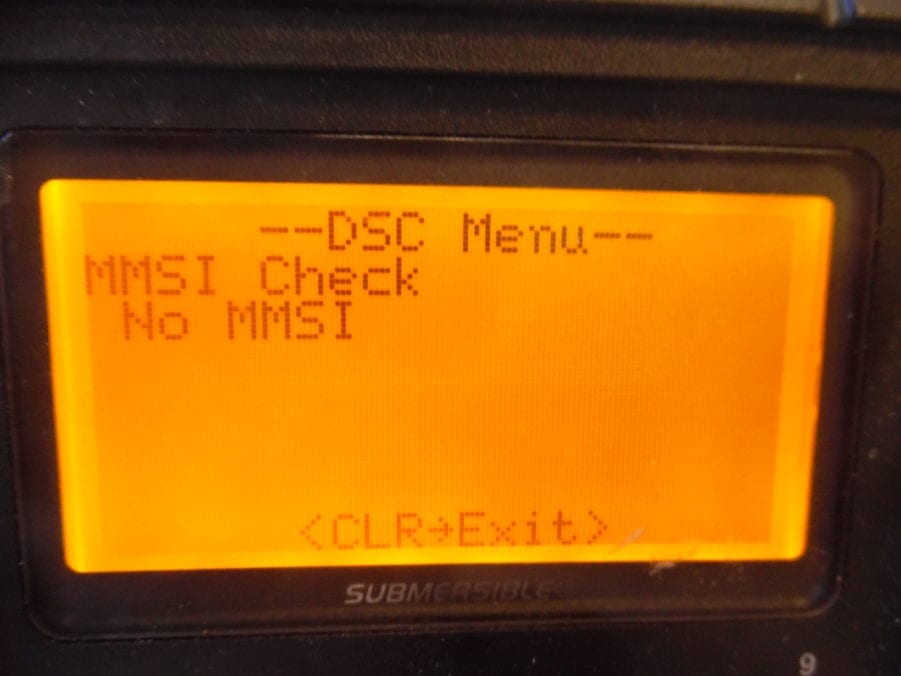 --DSC Menu--
MMSI Check
No MMSI
<CLR→Exit>
SUBMERSIBLE
9